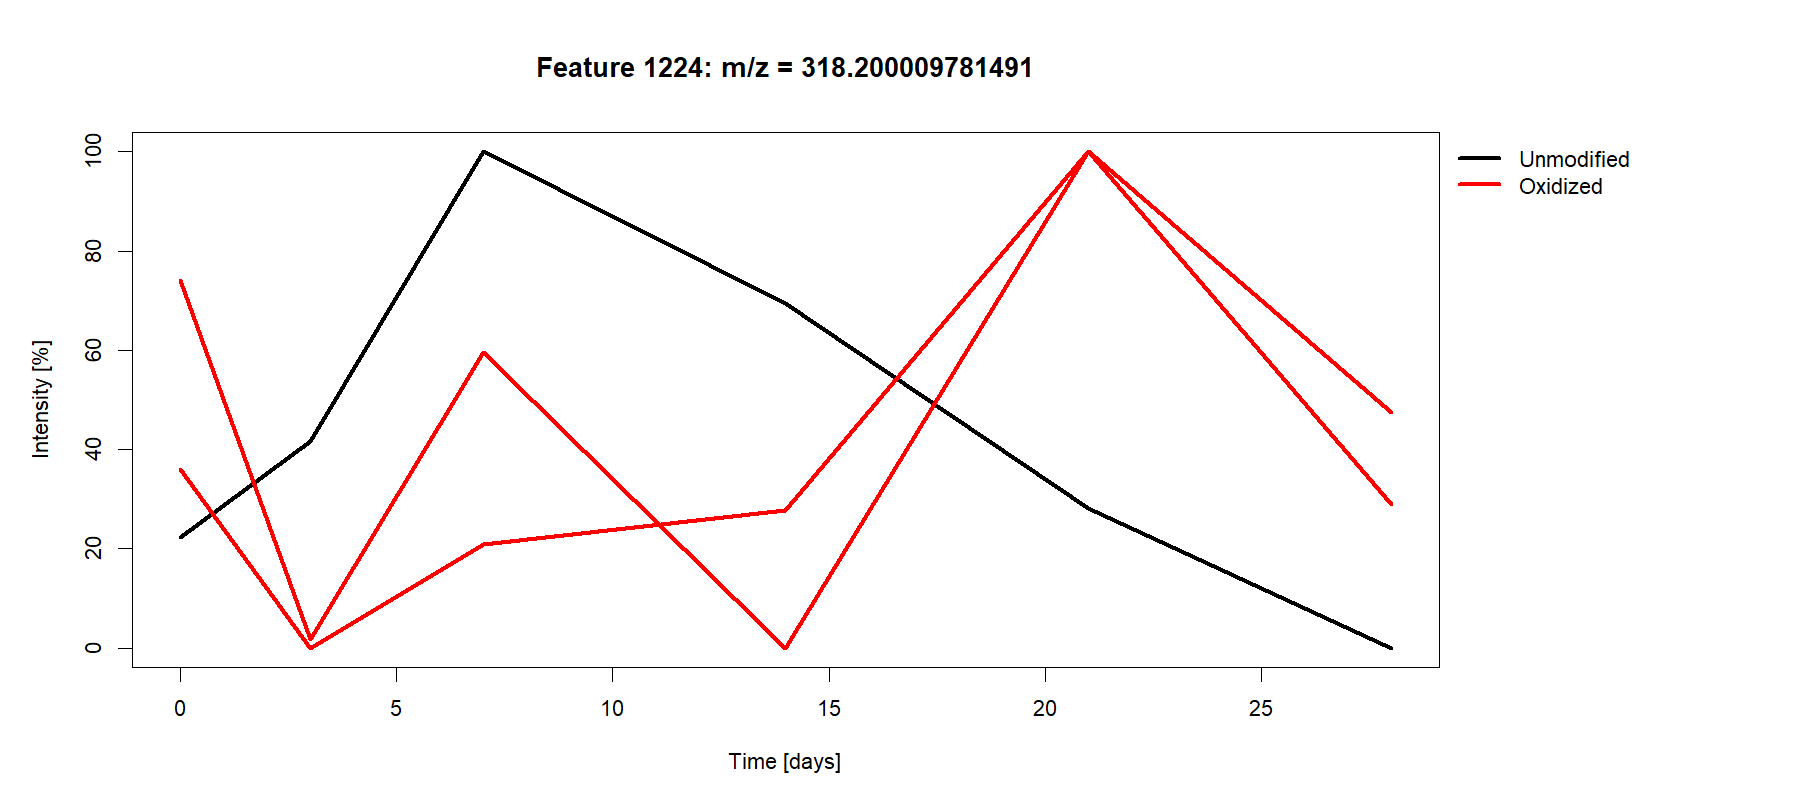 Feature 1224: m/z = 318.200009781491
Unmodified
Oxidized
100
80
60
40
20
0
Intensity [%]
0 5 10 15 20 25
Time [days]